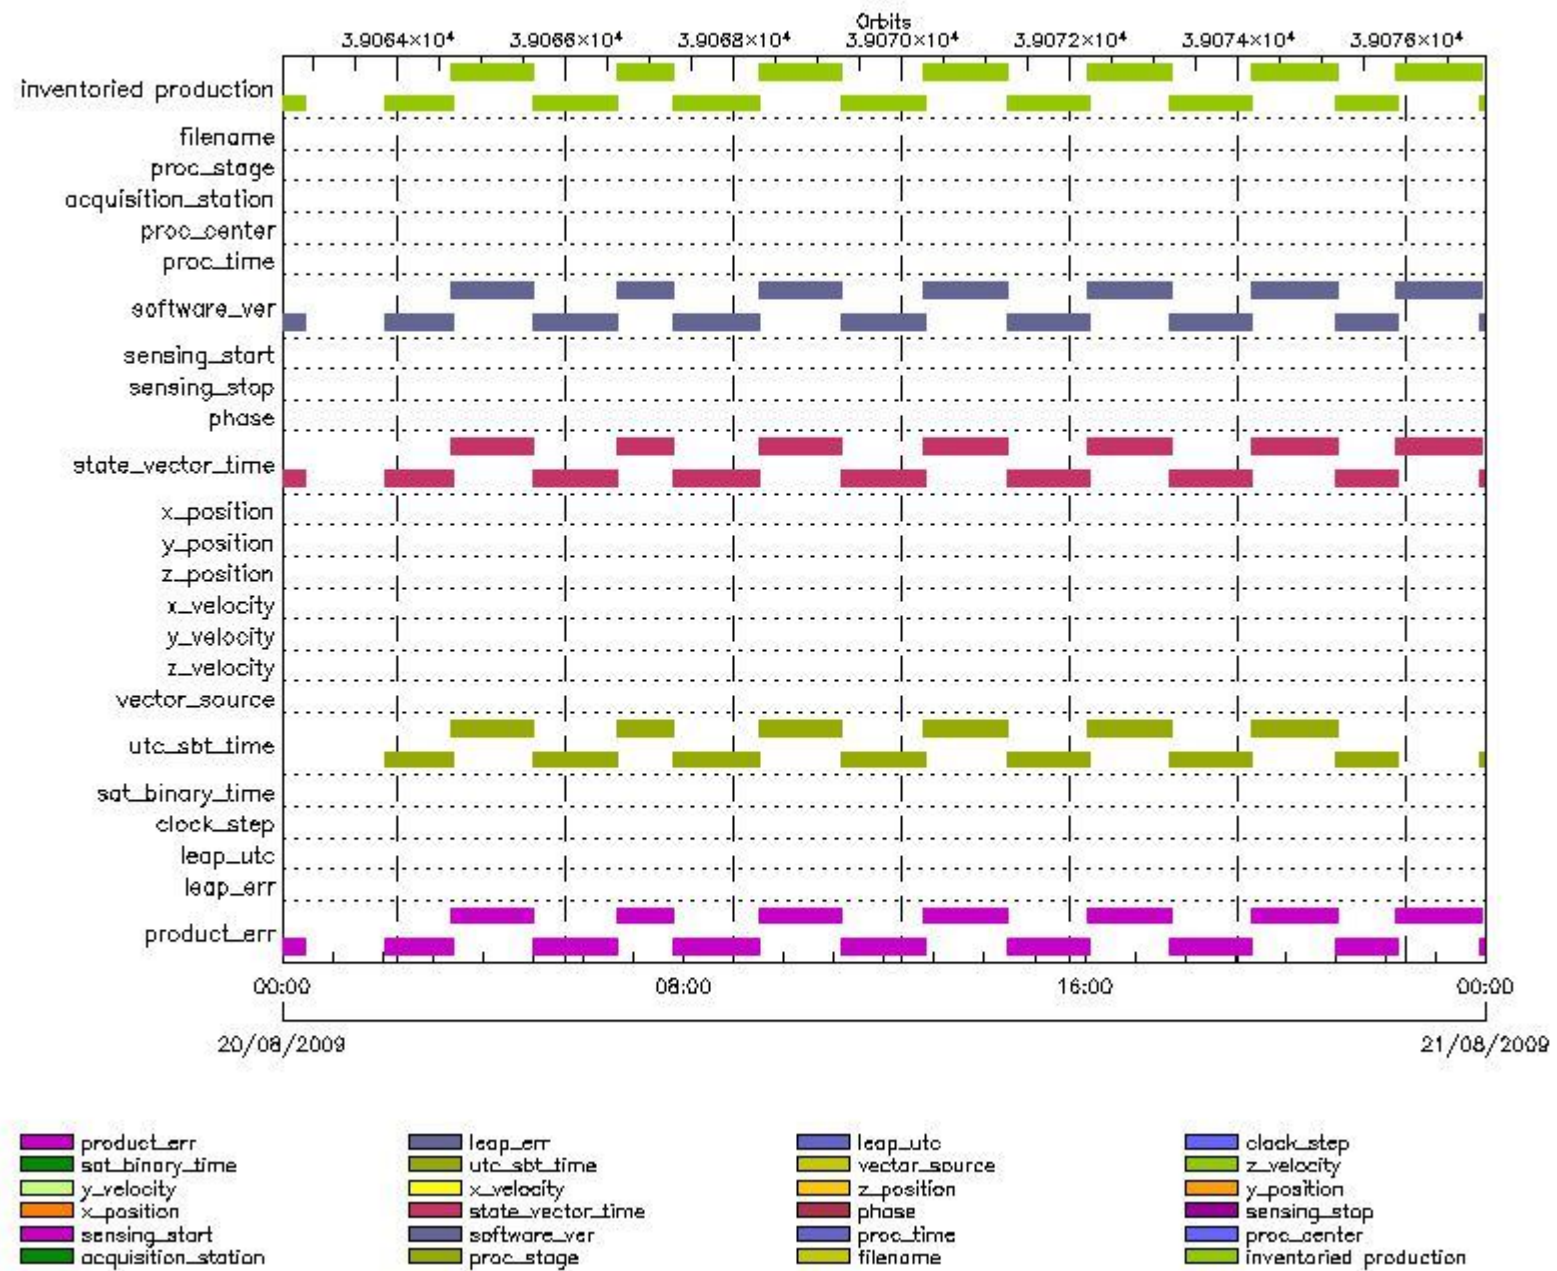 Orbits
3.9064×10⁴ 3.9066×10⁴ 3.9068×10⁴ 3.9070×10⁴ 3.9072×10⁴ 3.9074×10⁴ 3.9076×10⁴
inventoried production
filename
proc_stage
acquisition_station
proc_center
proc_time
software_ver
sensing_start
sensing_stop
phase
state_vector_time
x_position
y_position
z_position
x_velocity
y_velocity
z_velocity
vector_source
utc_sbt_time
sat_binary_time
clock_step
leap_utc
leap_err
product_err
00:00 08:00 16:00 00:00
20/08/2009 21/08/2009
product_err leap_err leap_utc clock_step
sat_binary_time utc_sbt_time vector_source z_velocity
y_velocity x_velocity z_position y_position
x_position state_vector_time phase sensing_stop
sensing_start software_ver proc_time proc_center
acquisition_station proc_stage filename inventoried production